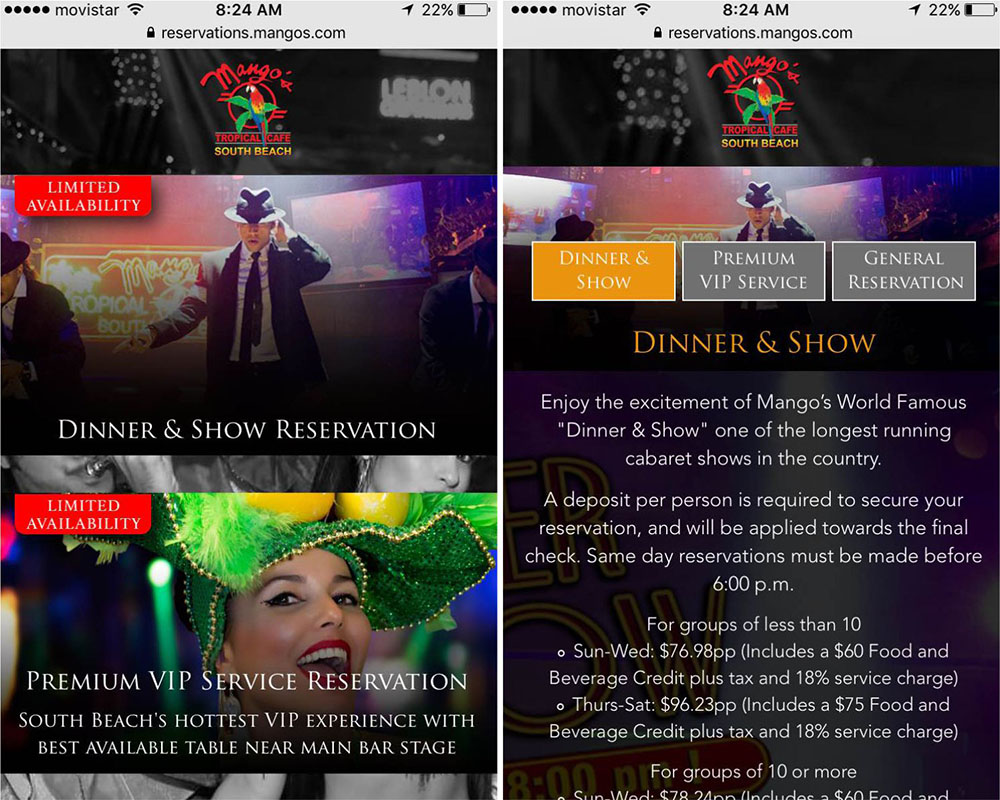 movistar 8:24 AM 22%
reservations.mangos.com
Mango's
TROPICAL CAFE
SOUTH BEACH
LEBLON
LIMITED
AVAILABILITY
Mango's
TROPICAL
SOUT
DINNER & SHOW RESERVATION
LIMITED
AVAILABILITY
PREMIUM VIP SERVICE RESERVATION
SOUTH BEACH'S HOTTEST VIP EXPERIENCE WITH
BEST AVAILABLE TABLE NEAR MAIN BAR STAGE
movistar 8:24 AM 22%
reservations.mangos.com
Mango's
TROPICAL CAFE
SOUTH BEACH
DINNER &
SHOW
PREMIUM
VIP SERVICE
GENERAL
RESERVATION
DINNER & SHOW
Enjoy the excitement of Mango's World Famous
"Dinner & Show" one of the longest running
cabaret shows in the country.
A deposit per person is required to secure your
reservation, and will be applied towards the final
check. Same day reservations must be made before
6:00 p.m.
For groups of less than 10
Sun-Wed: $76.98pp (Includes a $60 Food and
Beverage Credit plus tax and 18% service charge)
Thurs-Sat: $96.23pp (Includes a $75 Food and
Beverage Credit plus tax and 18% service charge)
For groups of 10 or more
Sun-Wed: $78.24pp (Includes a $60 Food and
8:00 pm!